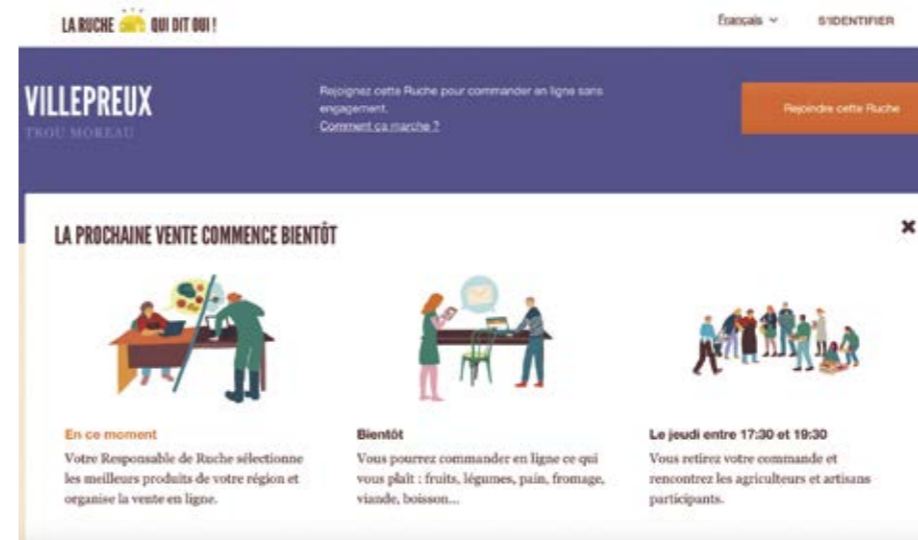 LA RUCHE QUI DIT OUI !
Français
S'IDENTIFIER
VILLEPREUX
TROU MOREAU
Rejoignez cette Ruche pour commander en ligne sans
engagement.
Comment ça marche ?
Rejoindre cette Ruche
LA PROCHAINE VENTE COMMENCE BIENTÔT
En ce moment
Votre Responsable de Ruche sélectionne
les meilleurs produits de votre région et
organise la vente en ligne.
Bientôt
Vous pourrez commander en ligne ce qui
vous plaît : fruits, légumes, pain, fromage,
viande, boisson...
Le jeudi entre 17:30 et 19:30
Vous retirez votre commande et
rencontrez les agriculteurs et artisans
participants.